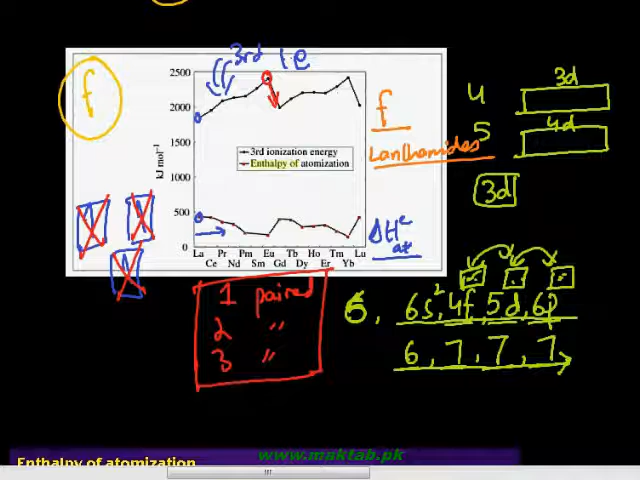 3rd i.e
f
2500
2000
1500
1000
500
0
kJ mol⁻¹
3rd ionization energy
Enthalpy of atomization
La Pr Pm Eu Tb Ho Tm Lu
Ce Nd Sm Gd Dy Er Yb
ΔH°at
f
Lanthanides
4 3d
5 4d
3d
1 paired
2 "
3 "
6, 6s², 4f, 5d, 6p
6, 7, 7, 7
www.maktab.pk
Enthalpy of atomization